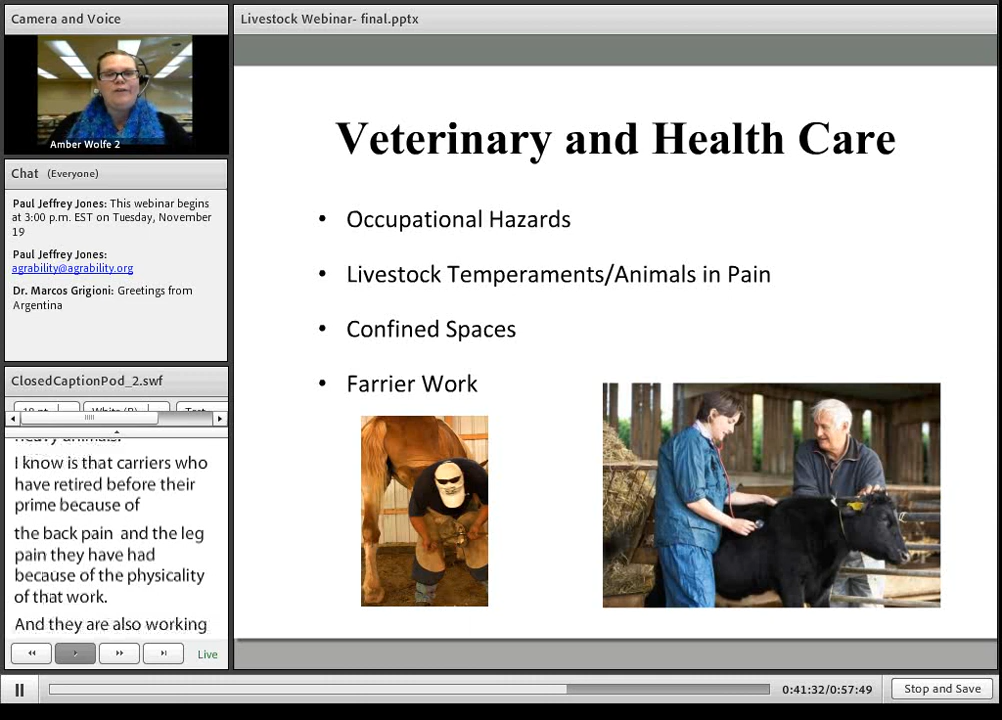 Camera and Voice
Amber Wolfe 2
Chat (Everyone)
Paul Jeffrey Jones: This webinar begins
at 3:00 p.m. EST on Tuesday, November
19
Paul Jeffrey Jones:
agrability@agrability.org
Dr. Marcos Grigioni: Greetings from
Argentina
ClosedCaptionPod_2.swf
heavy animals.
I know is that carriers who
have retired before their
prime because of
the back pain and the leg
pain they have had
because of the physicality
of that work.
And they are also working
Live
Livestock Webinar- final.pptx
Veterinary and Health Care
• Occupational Hazards
• Livestock Temperaments/Animals in Pain
• Confined Spaces
• Farrier Work
0:41:32/0:57:49
Stop and Save